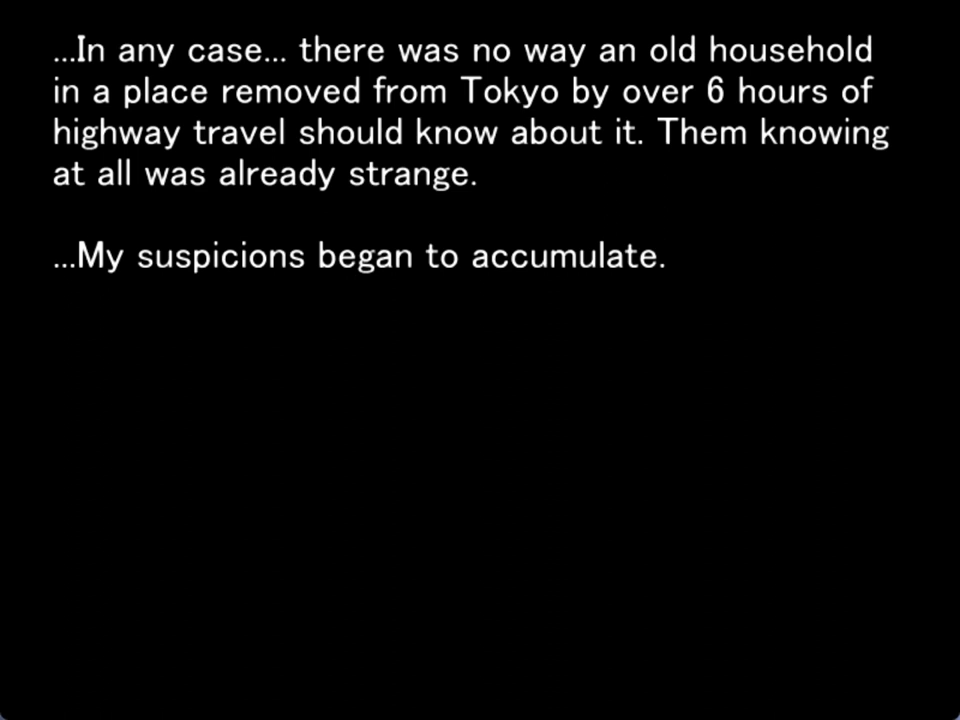 ...In any case... there was no way an old household
in a place removed from Tokyo by over 6 hours of
highway travel should know about it. Them knowing
at all was already strange.
...My suspicions began to accumulate.